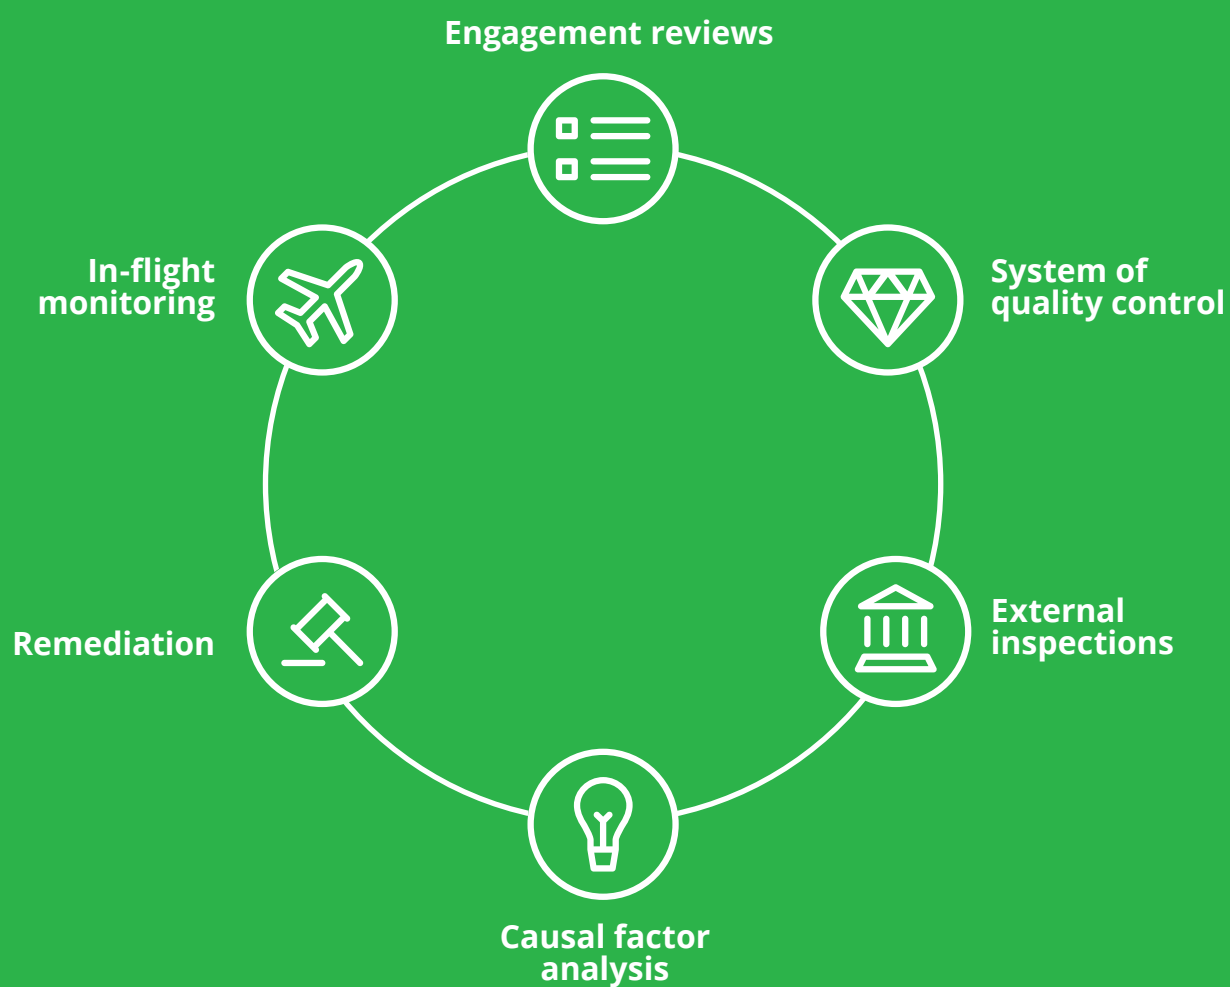 Engagement reviews
In-flight
monitoring
System of
quality control
Remediation
External
inspections
Causal factor
analysis